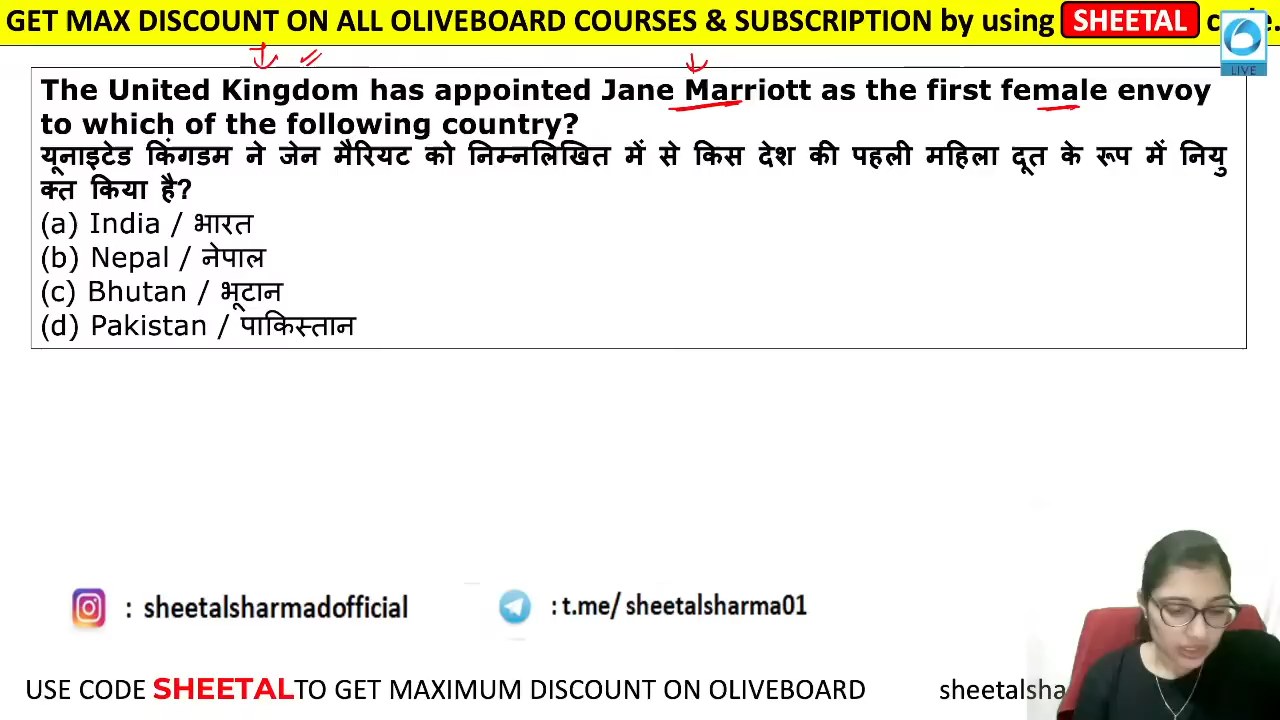 GET MAX DISCOUNT ON ALL OLIVEBOARD COURSES & SUBSCRIPTION by using SHEETAL code.
LIVE
The United Kingdom has appointed Jane Marriott as the first female envoy
to which of the following country?
यूनाइटेड किंगडम ने जेन मैरियट को निम्नलिखित में से किस देश की पहली महिला दूत के रूप में नियु
क्त किया है?
(a) India / भारत
(b) Nepal / नेपाल
(c) Bhutan / भूटान
(d) Pakistan / पाकिस्तान
: sheetalsharmadofficial
: t.me/ sheetalsharma01
USE CODE SHEETAL TO GET MAXIMUM DISCOUNT ON OLIVEBOARD
sheetalsha